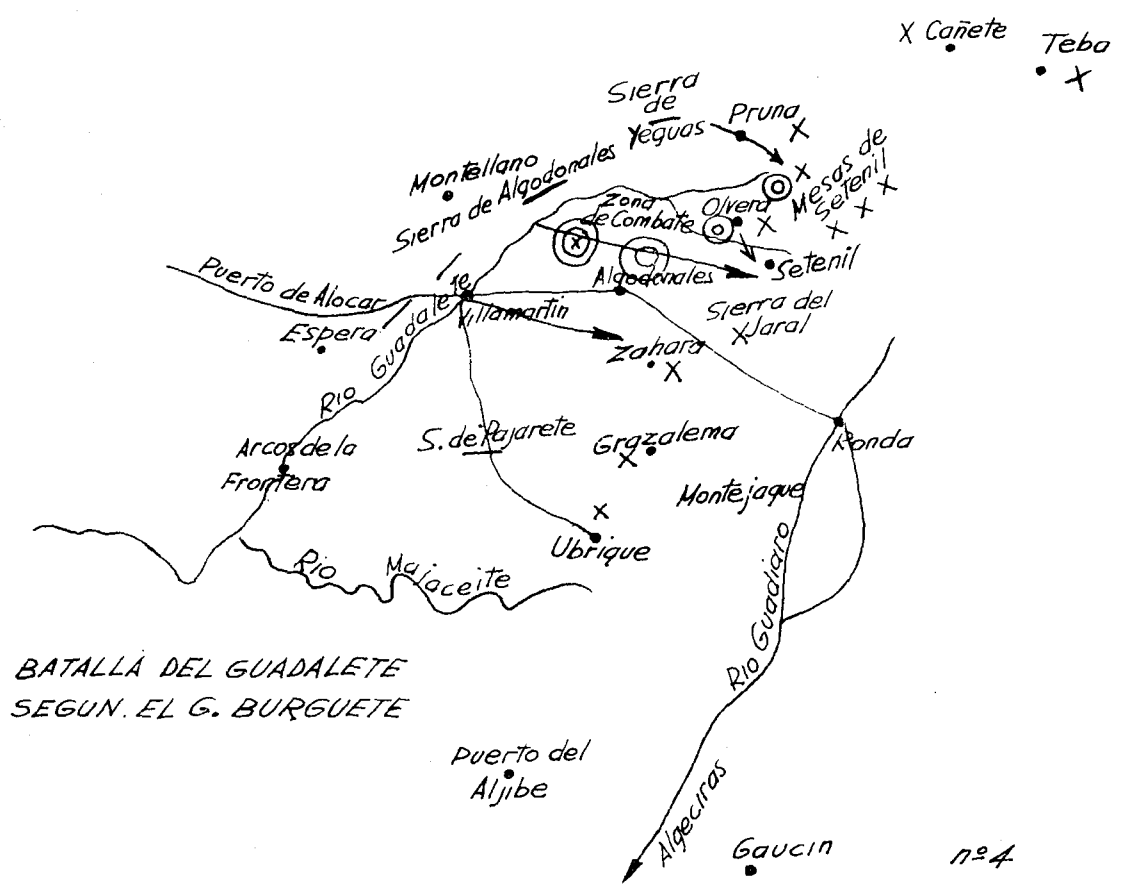 X Cañete
Teba
X
Sierra
de
Yeguas
Pruna
X
X
Mesas de
Setenil
X
X
X
Montellano
Sierra de Algodonales
Zona
de Combate
Olvera
X
X
Setenil
Algodonales
Puerto de Alocar
Villamartin
Sierra del
Jaral
X
Espera
Zahara
X
Rio Guadalete
S. de Pajarete
Grazalema
X
Arcos de la
Frontera
Ronda
Montejaque
X
Ubrique
Rio Majaceite
Rio Guadiaro
BATALLA DEL GUADALETE
SEGUN. EL G. BURGUETE
Puerto del
Aljibe
Algeciras
Gaucin
nº 4